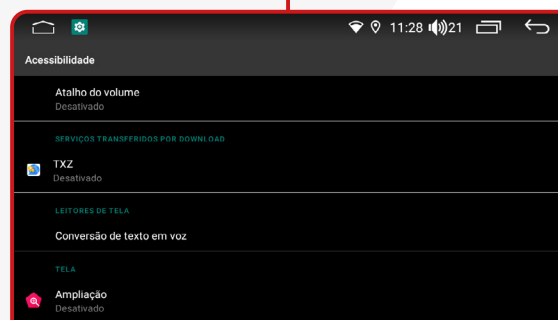 11:28 21
Acessibilidade
Atalho do volume
Desativado
SERVIÇOS TRANSFERIDOS POR DOWNLOAD
TXZ
Desativado
LEITORES DE TELA
Conversão de texto em voz
TELA
Ampliação
Desativado